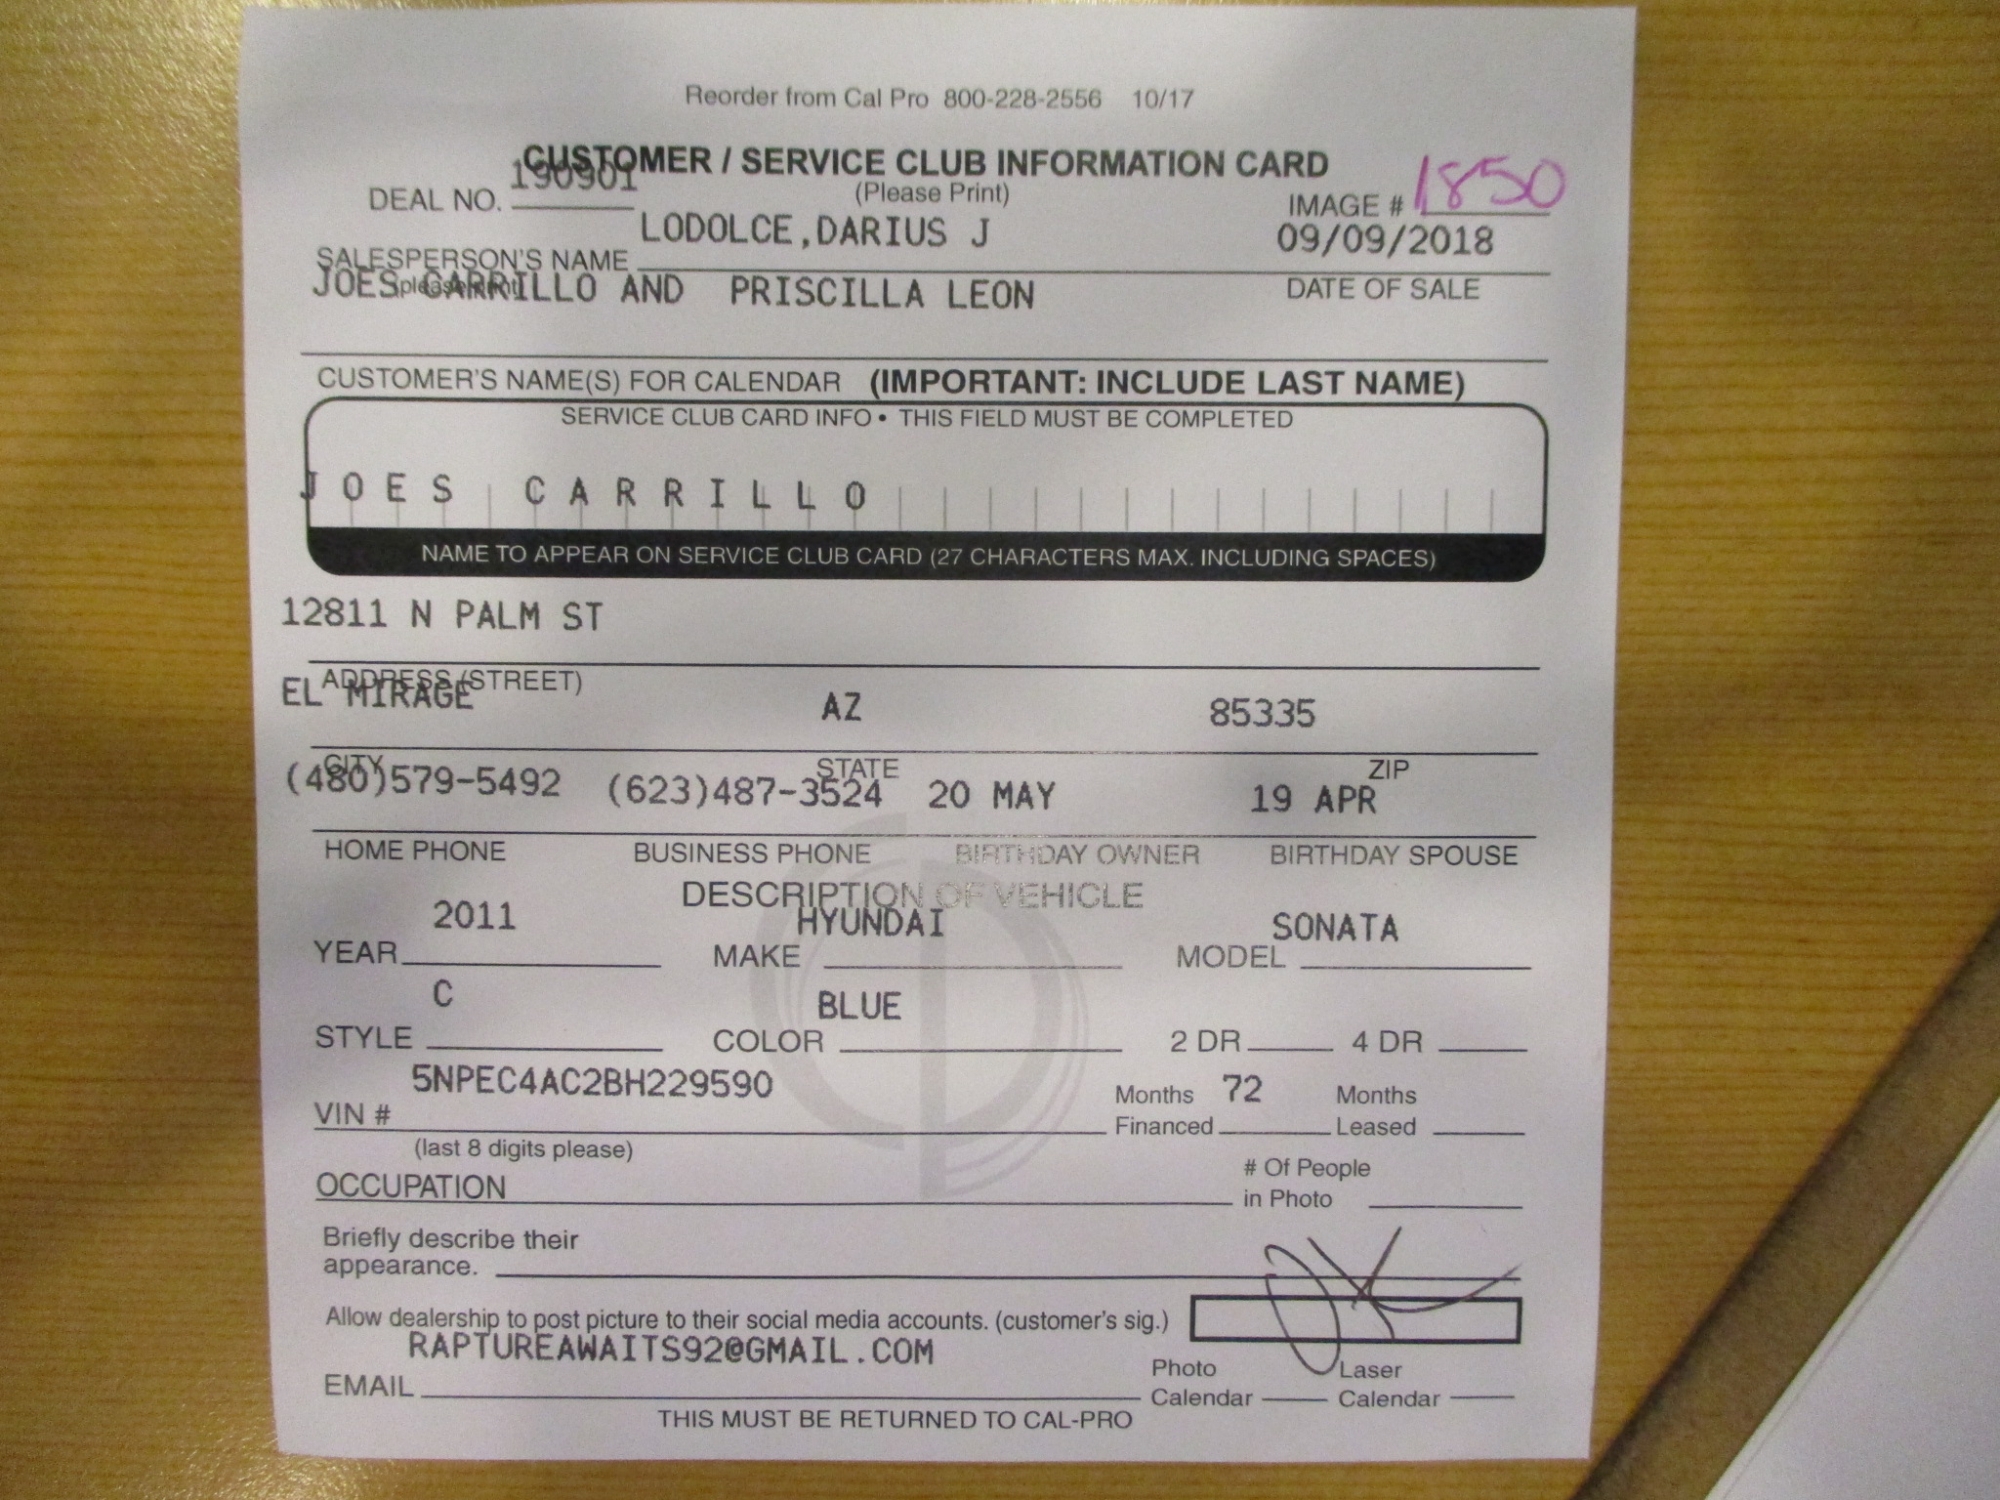 Reorder from Cal Pro 800-228-2556 10/17
CUSTOMER / SERVICE CLUB INFORMATION CARD
(Please Print)
DEAL NO. 190901
IMAGE # 1850
LODOLCE,DARIUS J 09/09/2018
SALESPERSON'S NAME
(please print)
DATE OF SALE
JOES CARRILLO AND PRISCILLA LEON
CUSTOMER'S NAME(S) FOR CALENDAR (IMPORTANT: INCLUDE LAST NAME)
SERVICE CLUB CARD INFO • THIS FIELD MUST BE COMPLETED
JOES CARRILLO
NAME TO APPEAR ON SERVICE CLUB CARD (27 CHARACTERS MAX. INCLUDING SPACES)
12811 N PALM ST
ADDRESS (STREET)
EL MIRAGE AZ 85335
CITY STATE ZIP
(480)579-5492 (623)487-3524 20 MAY 19 APR
HOME PHONE BUSINESS PHONE BIRTHDAY OWNER BIRTHDAY SPOUSE
DESCRIPTION OF VEHICLE
2011 HYUNDAI SONATA
YEAR MAKE MODEL
C BLUE
STYLE COLOR 2 DR 4 DR
5NPEC4AC2BH229590
VIN #
(last 8 digits please)
Months 72 Months
Financed Leased
OCCUPATION
# Of People
in Photo
Briefly describe their
appearance.
Allow dealership to post picture to their social media accounts. (customer's sig.)
RAPTUREAWAITS92@GMAIL.COM
EMAIL
Photo Laser
Calendar Calendar
THIS MUST BE RETURNED TO CAL-PRO